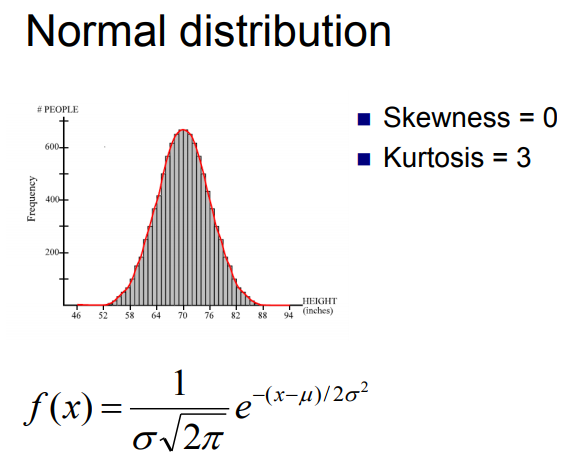 Normal distribution
# PEOPLE
■ Skewness = 0
■ Kurtosis = 3
600
400
200
Frequency
46 52 58 64 70 76 82 88 94
HEIGHT
(inches)
f(x) = 1/(σ√2π) e^−(x−μ)/2σ²